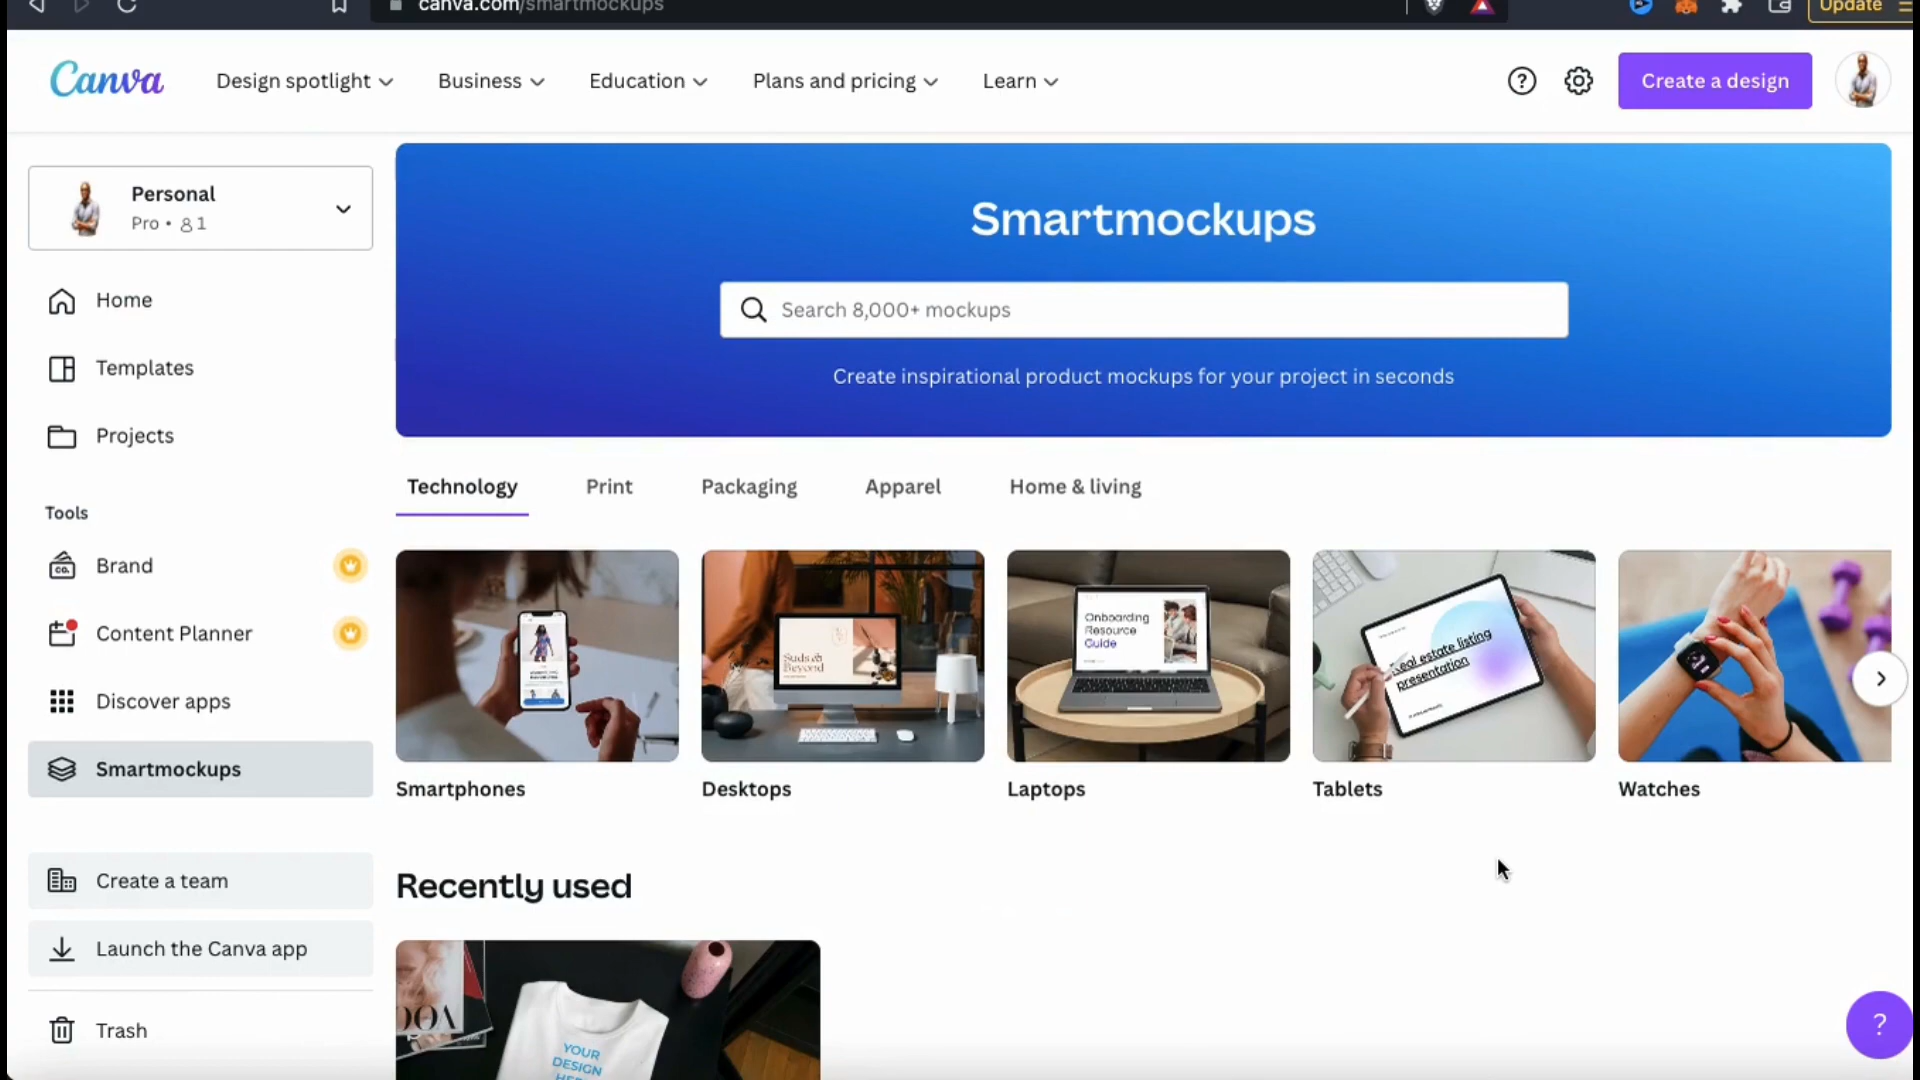 canva.com/smartmockups
Update
Canva
Design spotlight
Business
Education
Plans and pricing
Learn
Create a design
Personal
Pro • 1
Home
Templates
Projects
Tools
Brand
CO.
Content Planner
Discover apps
Smartmockups
Create a team
Launch the Canva app
Trash
Smartmockups
Search 8,000+ mockups
Create inspirational product mockups for your project in seconds
Technology
Print
Packaging
Apparel
Home & living
Suds &
Beyond
Onboarding
Resource
Guide
real estate listing
presentation
Smartphones
Desktops
Laptops
Tablets
Watches
Recently used
YOUR
DESIGN
?